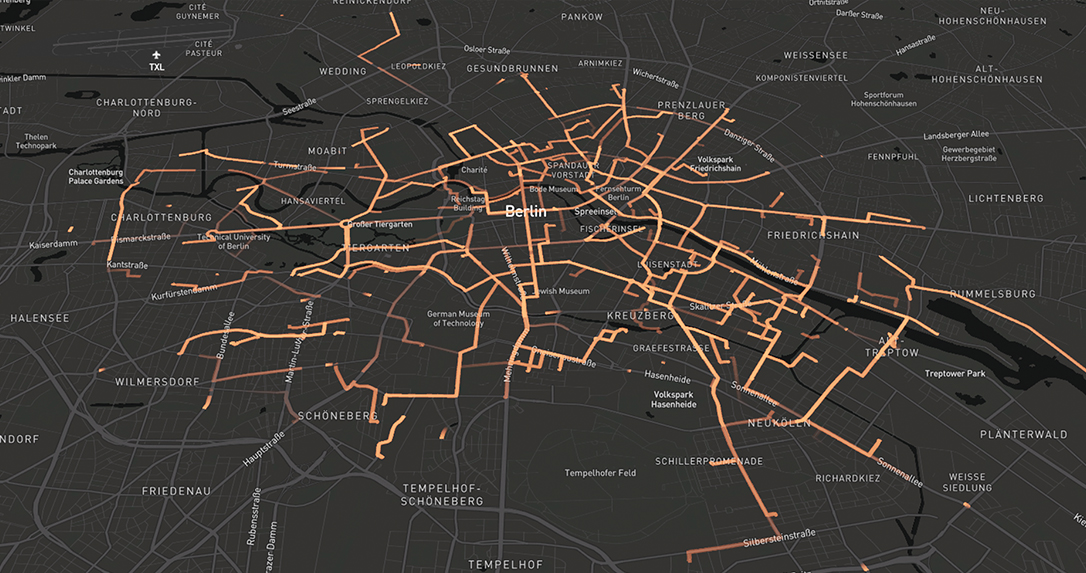 REINICKENDORF
CITÉ
GUYNEMER
PANKOW
Ortnitstraße
Darßer Straße
NEU-
HOHENSCHÖNHAUSEN
TWINKEL
CITÉ
PASTEUR
Osloer Straße
Hansastraße
TXL
WEDDING
LEOPOLDKIEZ
GESUNDBRUNNEN
ARNIMKIEZ
Wichertstraße
WEISSENSEE
KOMPONISTENVIERTEL
ALT-
HOHENSCHÖNHAUSEN
inkler Damm
CHARLOTTENBURG-
NORD
Seestraße
SPRENGELKIEZ
PRENZLAUER
BERG
Sportforum
Hohenschönhausen
TADT
Thelen
Technopark
MOABIT
Danziger Straße
Landsberger Allee
Gewerbegebiet
Herzbergstraße
FENNPFUHL
Turmstraße
Charité
SPANDAUER
VORSTADT
Volkspark
Friedrichshain
Charlottenburg
Palace Gardens
Bode Museum
Fernsehturm
Berlin
HANSAVIERTEL
Reichstag
Building
LICHTENBERG
CHARLOTTENBURG
Berlin
Spreeinsel
Großer Tiergarten
FISCHERINSEL
FRIEDRICHSHAIN
Kaiserdamm
Bismarckstraße
Technical University
of Berlin
TIERGARTEN
Kantstraße
Wilhelmstraße
LUISENSTADT
Mühlenstraße
Kurfürstendamm
Jewish Museum
RUMMELSBURG
HALENSEE
German Museum
of Technology
KREUZBERG
Bundesallee
Martin-Luther-Straße
GRAEFESTRASSE
ALT-
TREPTOW
Gneisenaustraße
WILMERSDORF
Hasenheide
Sonnenallee
Treptower Park
Volkspark
Hasenheide
SCHÖNEBERG
NEUKÖLLN
NDORF
Hauptstraße
PLÄNTERWALD
SCHILLERPROMENADE
Tempelhofer Feld
Sonnenallee
RICHARDKIEZ
WEISSE
SIEDLUNG
FRIEDENAU
TEMPELHOF-
SCHÖNEBERG
Rubensstraße
Silbersteinstraße
TEMPELHOF